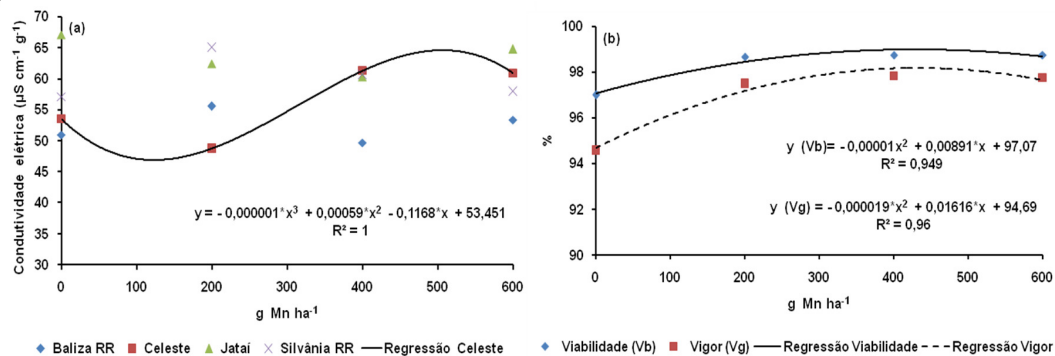 (a)
Condutividade elétrica (µS cm⁻¹ g⁻¹)
70
65
60
55
50
45
40
35
30
y = - 0,000001*x³ + 0,00059*x² - 0,1168*x + 53,451
R² = 1
0 100 200 300 400 500 600
g Mn ha⁻¹
Baliza RR Celeste Jataí Silvânia RR Regressão Celeste
(b)
%
100
98
96
94
92
90
y (Vb)= - 0,00001x² + 0,00891*x + 97,07
R² = 0,949
y (Vg) = -0,000019*x² + 0,01616*x + 94,69
R² = 0,96
0 100 200 300 400 500 600
g Mn ha⁻¹
Viabilidade (Vb) Vigor (Vg) Regressão Viabilidade Regressão Vigor